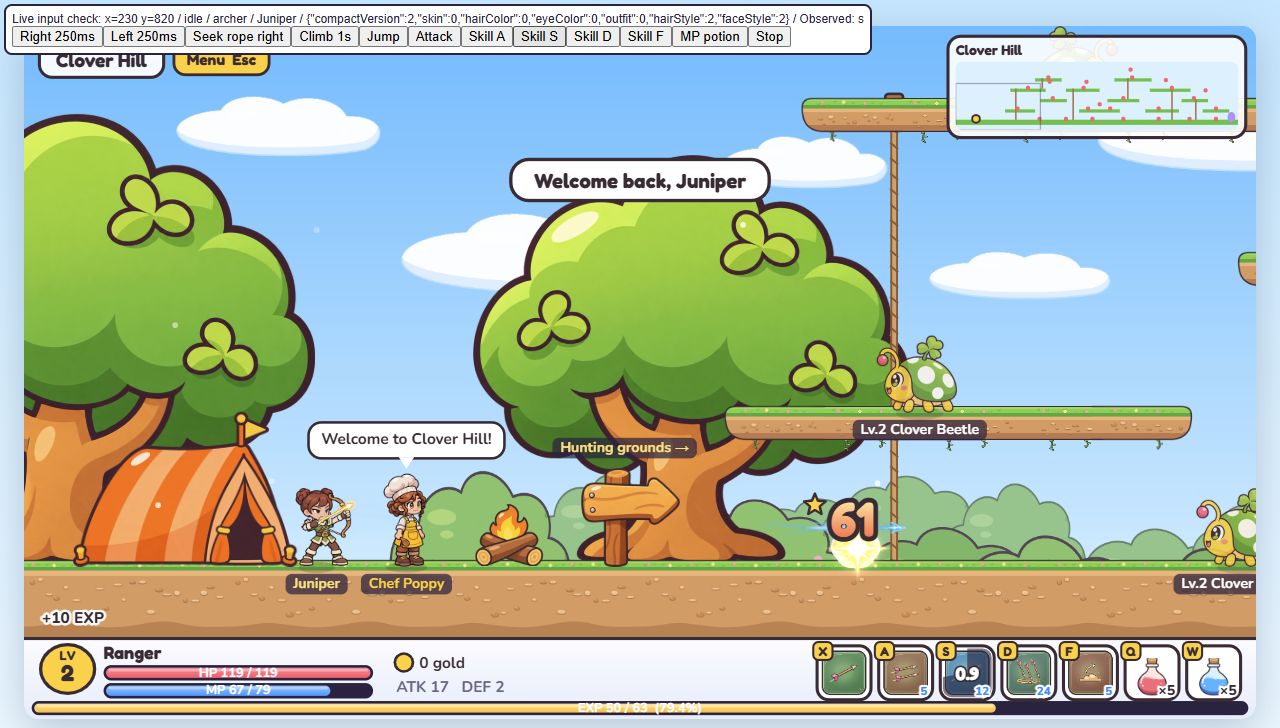 Live input check: x=230 y=820 / idle / archer / Juniper / {"compactVersion":2,"skin":0,"hairColor":0,"eyeColor":0,"outfit":0,"hairStyle":2,"faceStyle":2} / Observed: s
Right 250ms Left 250ms Seek rope right Climb 1s Jump Attack Skill A Skill S Skill D Skill F MP potion Stop
Clover Hill Menu Esc
Clover Hill
Welcome back, Juniper
Welcome to Clover Hill!
Hunting grounds →
Lv.2 Clover Beetle
61
Juniper Chef Poppy
Lv.2 Clover
+10 EXP
LV 2
Ranger
HP 119 / 119
MP 67 / 79
0 gold
ATK 17 DEF 2
X A S D F Q W
0.9
5 12 24 5 ×5 ×5
EXP 50 / 63 (79.4%)